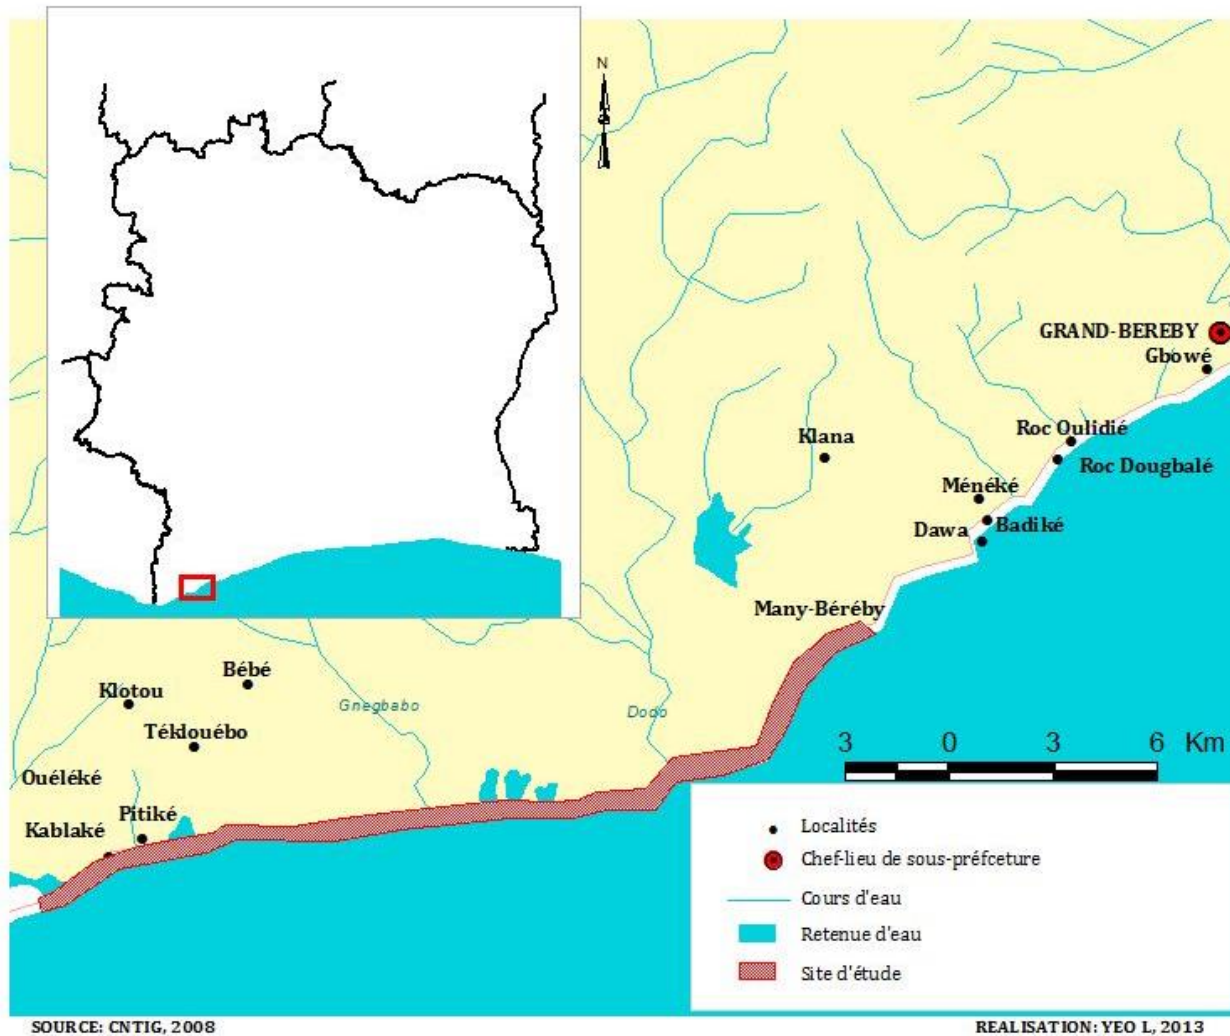 N
GRAND-BEREBY
Gbowé
Roc Oulidié
Klana
Roc Dougbalé
Ménéké
Dawa
Badiké
Many-Béréby
Bébé
Klotou
Gnegbabo
Dodo
Téklouébo
3 0 3 6 Km
Ouéléké
Pitiké
Kablaké
Localités
Chef-lieu de sous-préfceture
Cours d'eau
Retenue d'eau
Site d'étude
SOURCE: CNTIG, 2008
REALISATION: YEO L, 2013